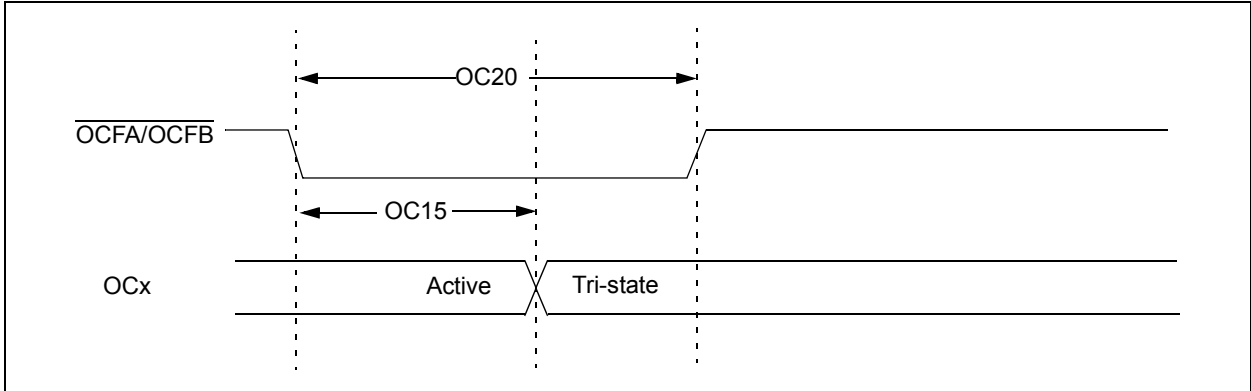 OC20
OCFA/OCFB
OC15
OCx
Active
Tri-state